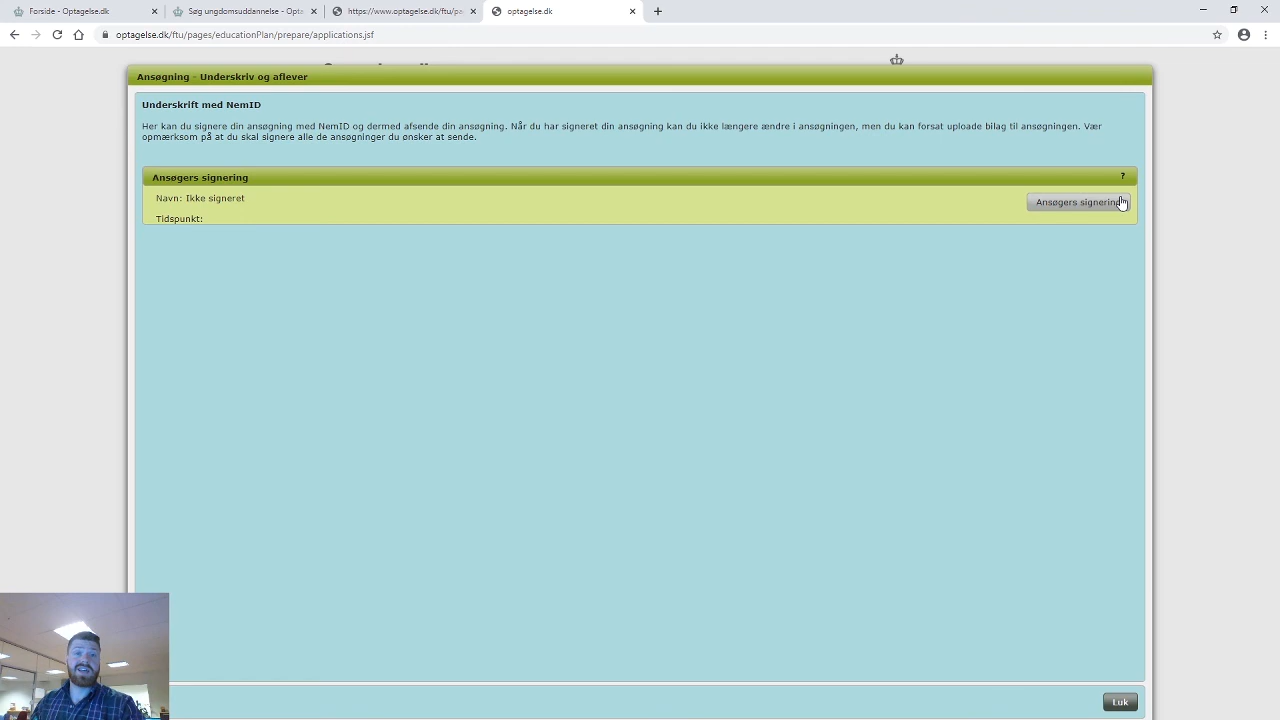 Forside - Optagelse.dk
Søg ungdomsuddannelse - Opta
https://www.optagelse.dk/ftu/pa
optagelse.dk
optagelse.dk/ftu/pages/educationPlan/prepare/applications.jsf
Ansøgning - Underskriv og aflever
Underskrift med NemID
Her kan du signere din ansøgning med NemID og dermed afsende din ansøgning. Når du har signeret din ansøgning kan du ikke længere ændre i ansøgningen, men du kan forsat uploade bilag til ansøgningen. Vær
opmærksom på at du skal signere alle de ansøgninger du ønsker at sende.
Ansøgers signering
?
Navn: Ikke signeret
Ansøgers signering
Tidspunkt:
Luk